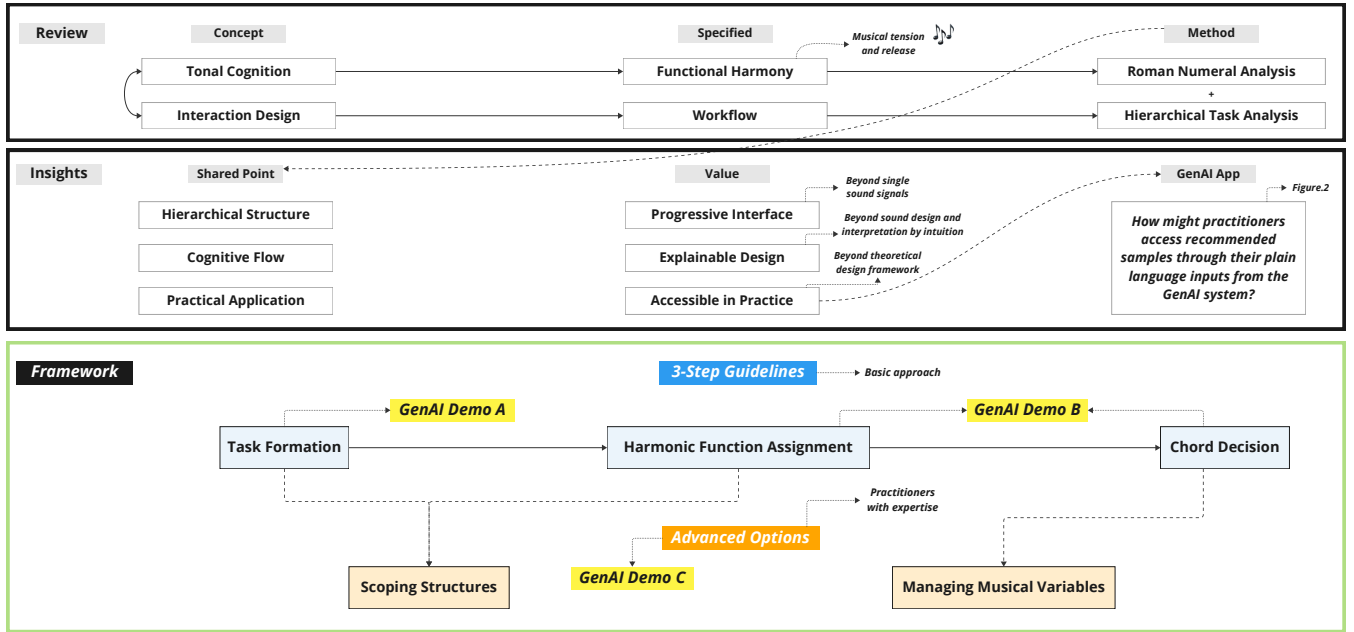 Review
Concept
Specified
Musical tension
and release
Method
Tonal Cognition
Functional Harmony
Roman Numeral Analysis
+
Interaction Design
Workflow
Hierarchical Task Analysis
Insights
Shared Point
Value
Beyond single
sound signals
GenAI App
Figure.2
Hierarchical Structure
Progressive Interface
Beyond sound design and
interpretation by intuition
Cognitive Flow
Explainable Design
Beyond theoretical
design framework
Practical Application
Accessible in Practice
How might practitioners
access recommended
samples through their plain
language inputs from the
GenAI system?
Framework
3-Step Guidelines
Basic approach
GenAI Demo A
GenAI Demo B
Task Formation
Harmonic Function Assignment
Chord Decision
Practitioners
with expertise
Advanced Options
GenAI Demo C
Scoping Structures
Managing Musical Variables